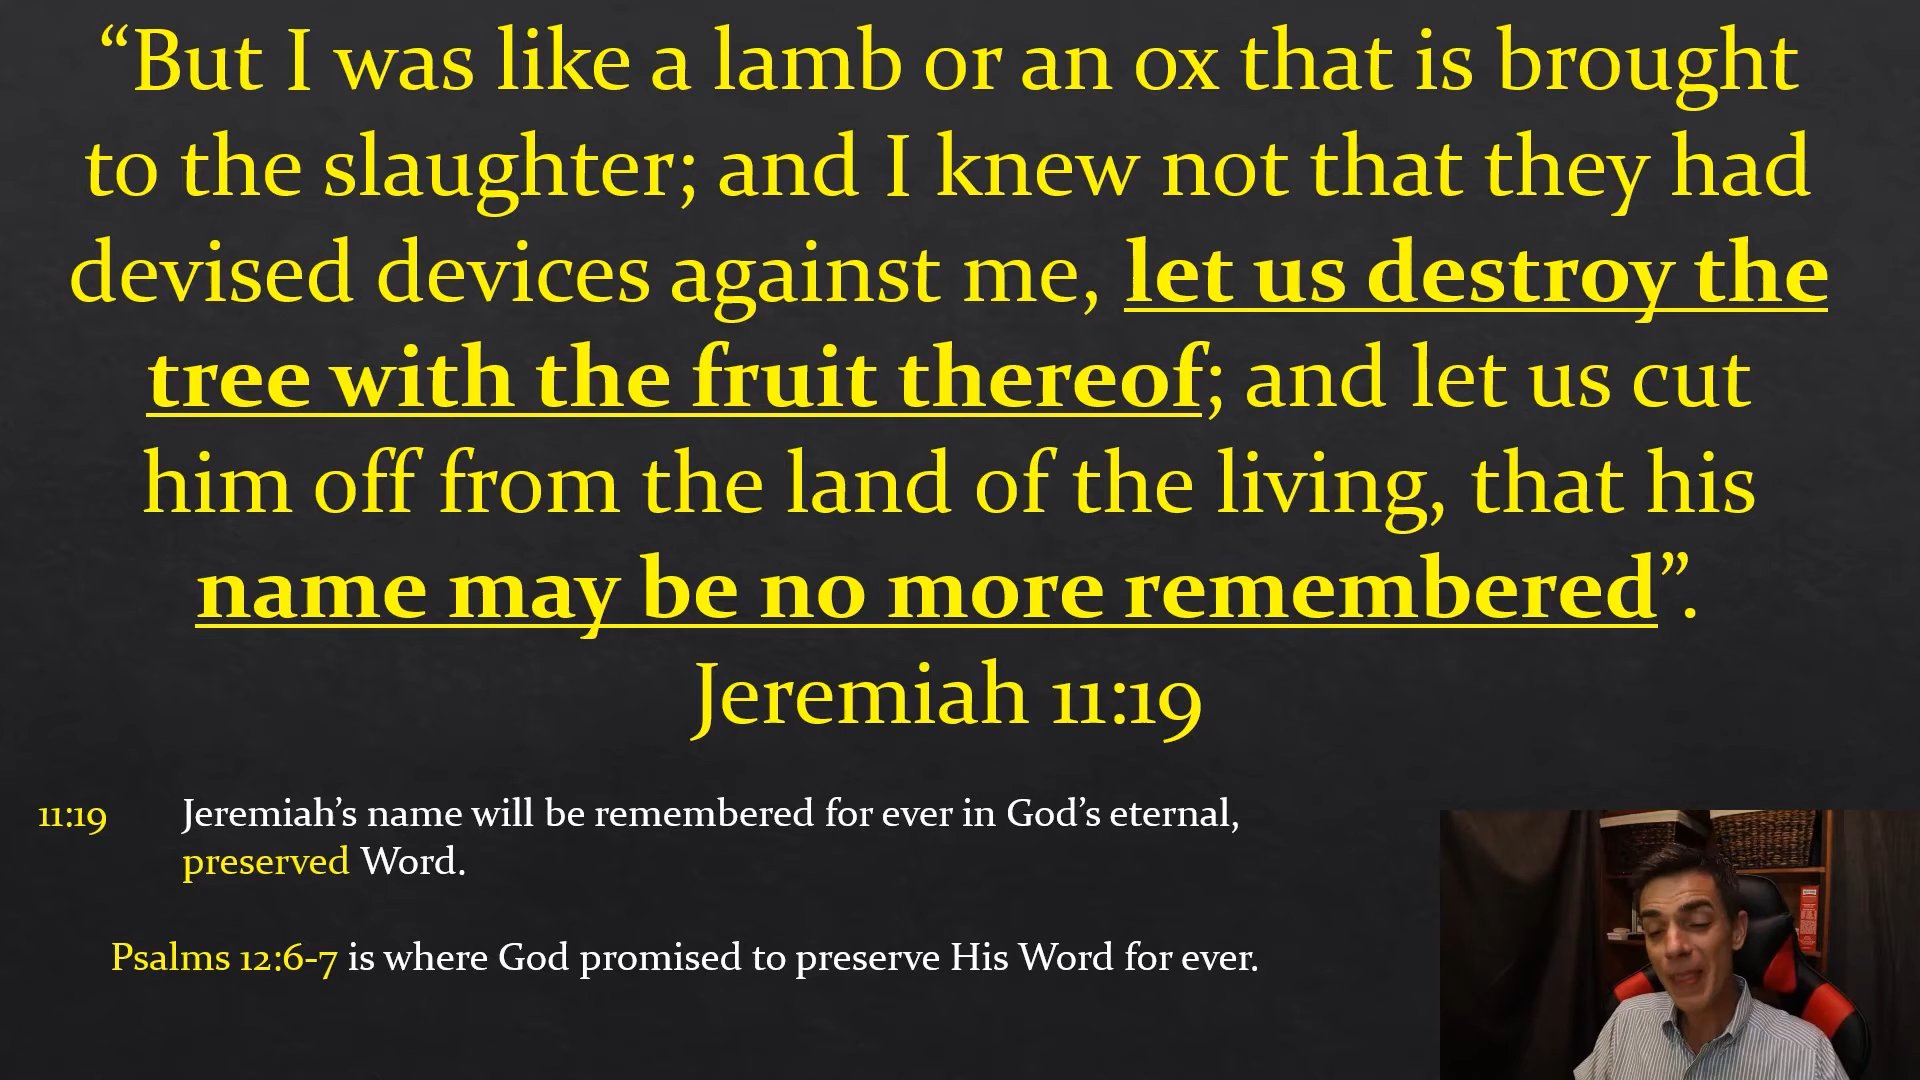 “But I was like a lamb or an ox that is brought
to the slaughter; and I knew not that they had
devised devices against me, let us destroy the
tree with the fruit thereof; and let us cut
him off from the land of the living, that his
name may be no more remembered”.
Jeremiah 11:19
11:19 Jeremiah’s name will be remembered for ever in God’s eternal,
preserved Word.
Psalms 12:6-7 is where God promised to preserve His Word for ever.